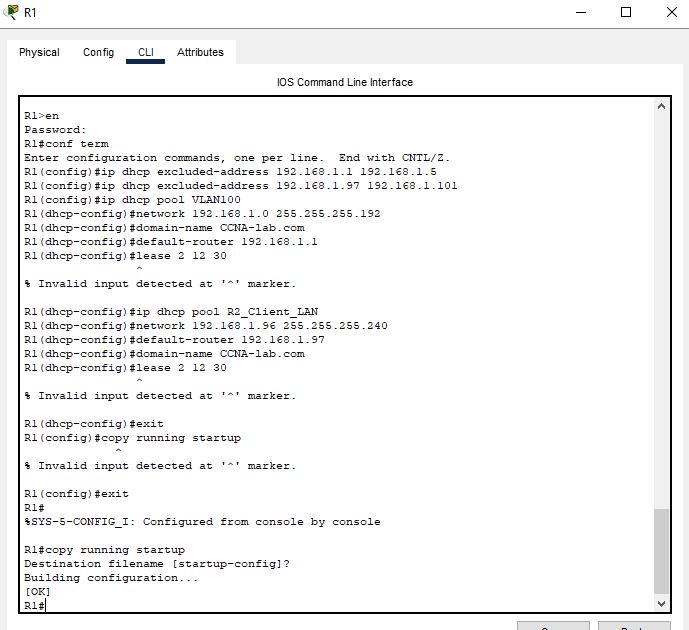 R1
Physical Config CLI Attributes
IOS Command Line Interface
R1>en
Password:
R1#conf term
Enter configuration commands, one per line.  End with CNTL/Z.
R1(config)#ip dhcp excluded-address 192.168.1.1 192.168.1.5
R1(config)#ip dhcp excluded-address 192.168.1.97 192.168.1.101
R1(config)#ip dhcp pool VLAN100
R1(dhcp-config)#network 192.168.1.0 255.255.255.192
R1(dhcp-config)#domain-name CCNA-lab.com
R1(dhcp-config)#default-router 192.168.1.1
R1(dhcp-config)#lease 2 12 30
^
% Invalid input detected at '^' marker.
R1(dhcp-config)#ip dhcp pool R2_Client_LAN
R1(dhcp-config)#network 192.168.1.96 255.255.255.240
R1(dhcp-config)#default-router 192.168.1.97
R1(dhcp-config)#domain-name CCNA-lab.com
R1(dhcp-config)#lease 2 12 30
^
% Invalid input detected at '^' marker.
R1(dhcp-config)#exit
R1(config)#copy running startup
^
% Invalid input detected at '^' marker.
R1(config)#exit
R1#
%SYS-5-CONFIG_I: Configured from console by console
R1#copy running startup
Destination filename [startup-config]?
Building configuration...
[OK]
R1#